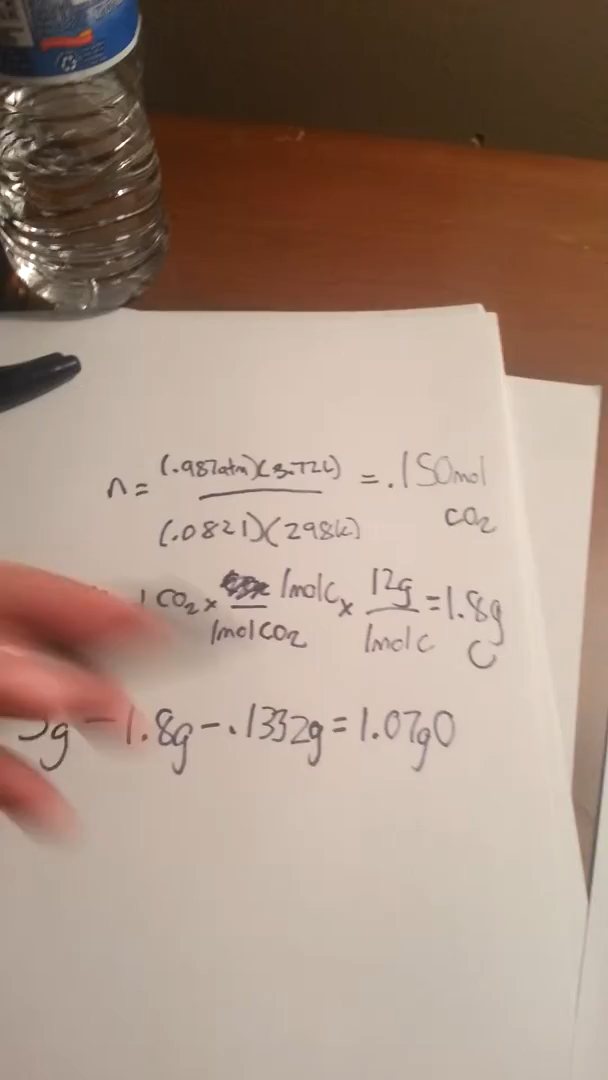 n = (.987atm)(3.72L) / (.0821)(298K) = .150mol CO2
CO2 x 1molC / 1molCO2 x 12g / 1molC = 1.8g C
g - 1.8g - .1332g = 1.07g O